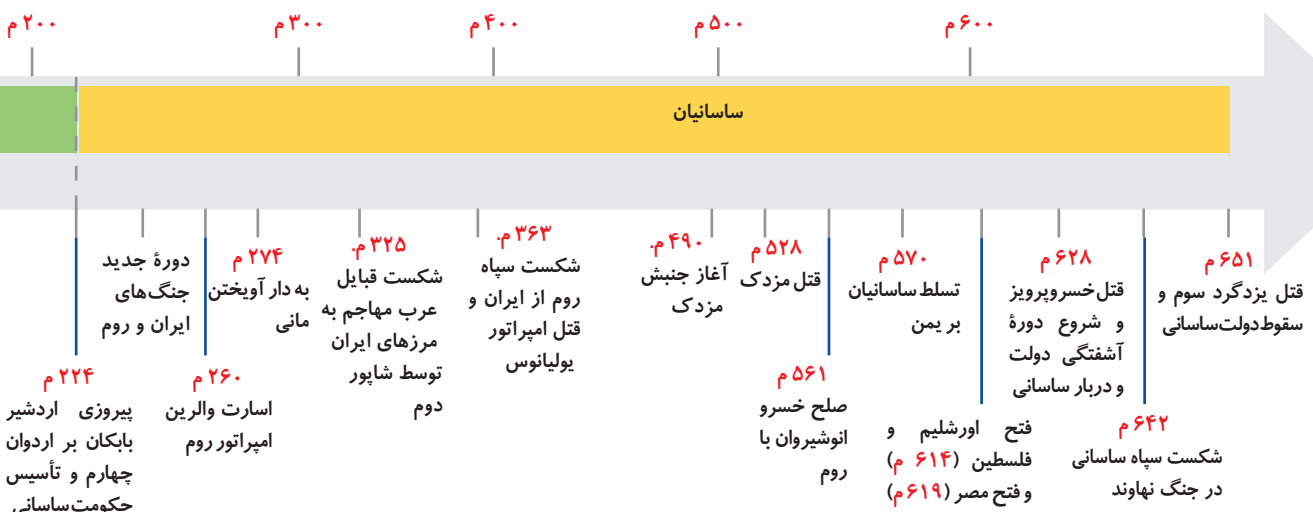 ۲۰۰ م
۳۰۰ م
۴۰۰ م
۵۰۰ م
۶۰۰ م
ساسانیان
۲۲۴ م
پیروزی اردشیر
بابکان بر اردوان
چهارم و تأسیس
حکومت ساسانی
دورهٔ جدید
جنگ‌های
ایران و روم
۲۶۰ م
اسارت والرین
امپراتور روم
۲۷۴ م
به دار آویختن
مانی
۳۲۵ م.
شکست قبایل
عرب مهاجم به
مرزهای ایران
توسط شاپور
دوم
۳۶۳ م.
شکست سپاه
روم از ایران و
قتل امپراتور
یولیانوس
۴۹۰ م.
آغاز جنبش
مزدک
۵۲۸ م
قتل مزدک
۵۶۱ م
صلح خسرو
انوشیروان با
روم
۵۷۰ م
تسلط ساسانیان
بر یمن
فتح اورشلیم و
فلسطین (۶۱۴ م)
و فتح مصر (۶۱۹ م)
۶۲۸ م
قتل خسروپرویز
و شروع دورهٔ
آشفتگی دولت
و دربار ساسانی
۶۴۲ م
شکست سپاه ساسانی
در جنگ نهاوند
۶۵۱ م
قتل یزدگرد سوم و
سقوط دولت ساسانی